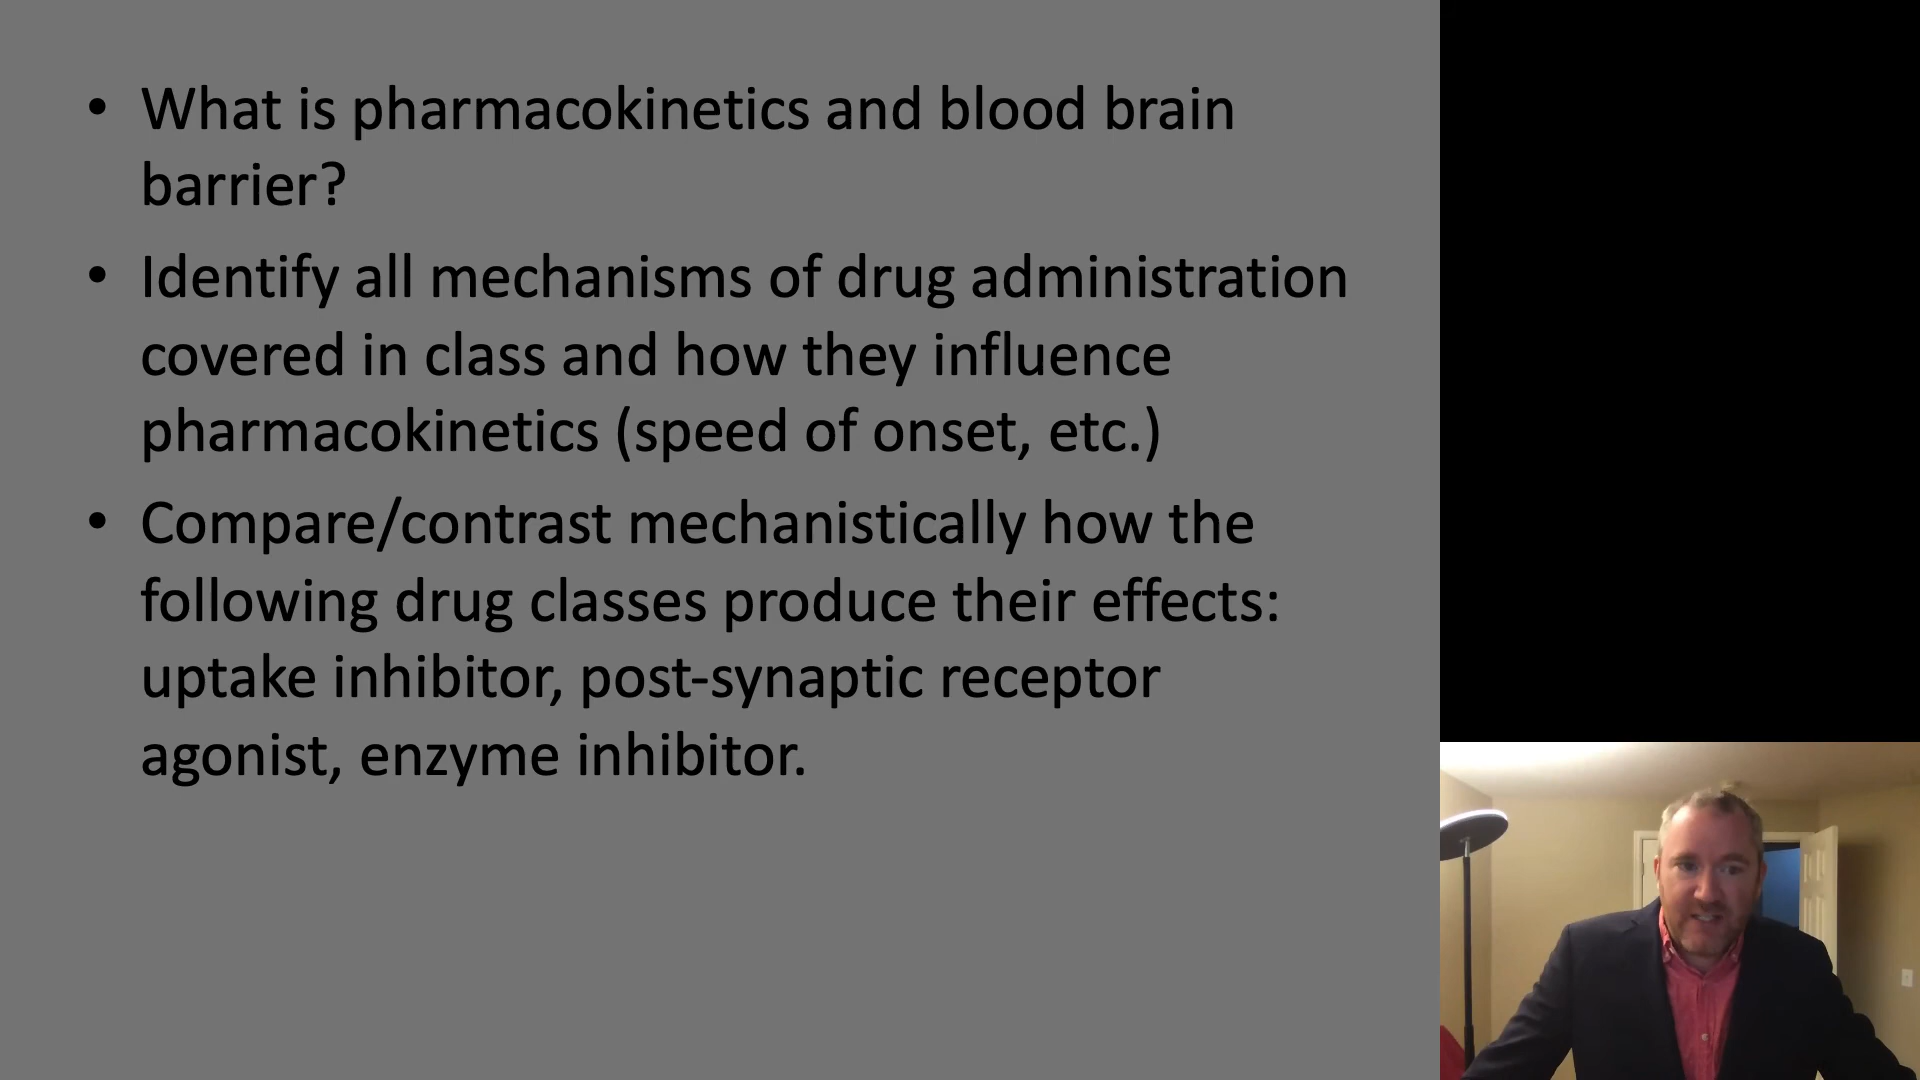 • What is pharmacokinetics and blood brain
barrier?
• Identify all mechanisms of drug administration
covered in class and how they influence
pharmacokinetics (speed of onset, etc.)
• Compare/contrast mechanistically how the
following drug classes produce their effects:
uptake inhibitor, post-synaptic receptor
agonist, enzyme inhibitor.